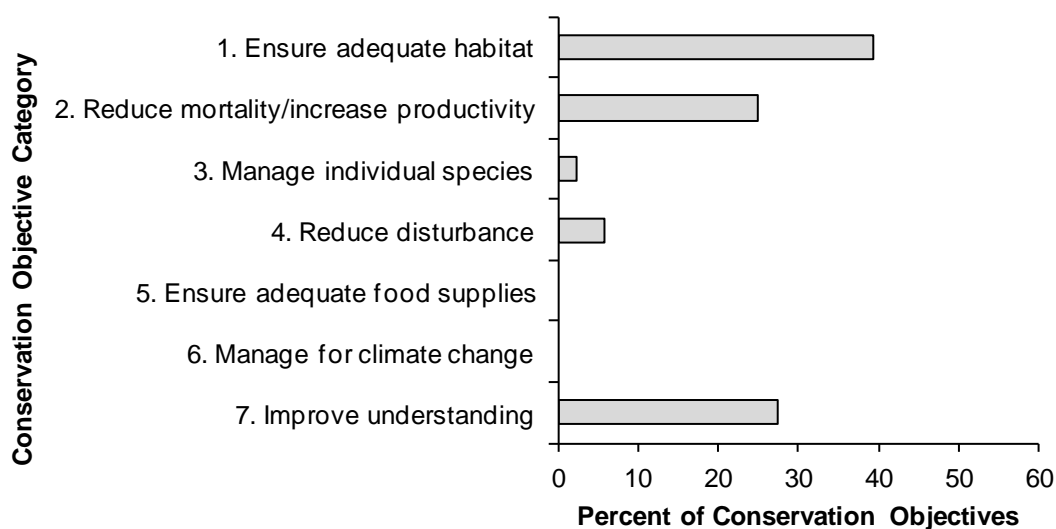 Conservation Objective Category
1. Ensure adequate habitat
2. Reduce mortality/increase productivity
3. Manage individual species
4. Reduce disturbance
5. Ensure adequate food supplies
6. Manage for climate change
7. Improve understanding
0 10 20 30 40 50 60
Percent of Conservation Objectives